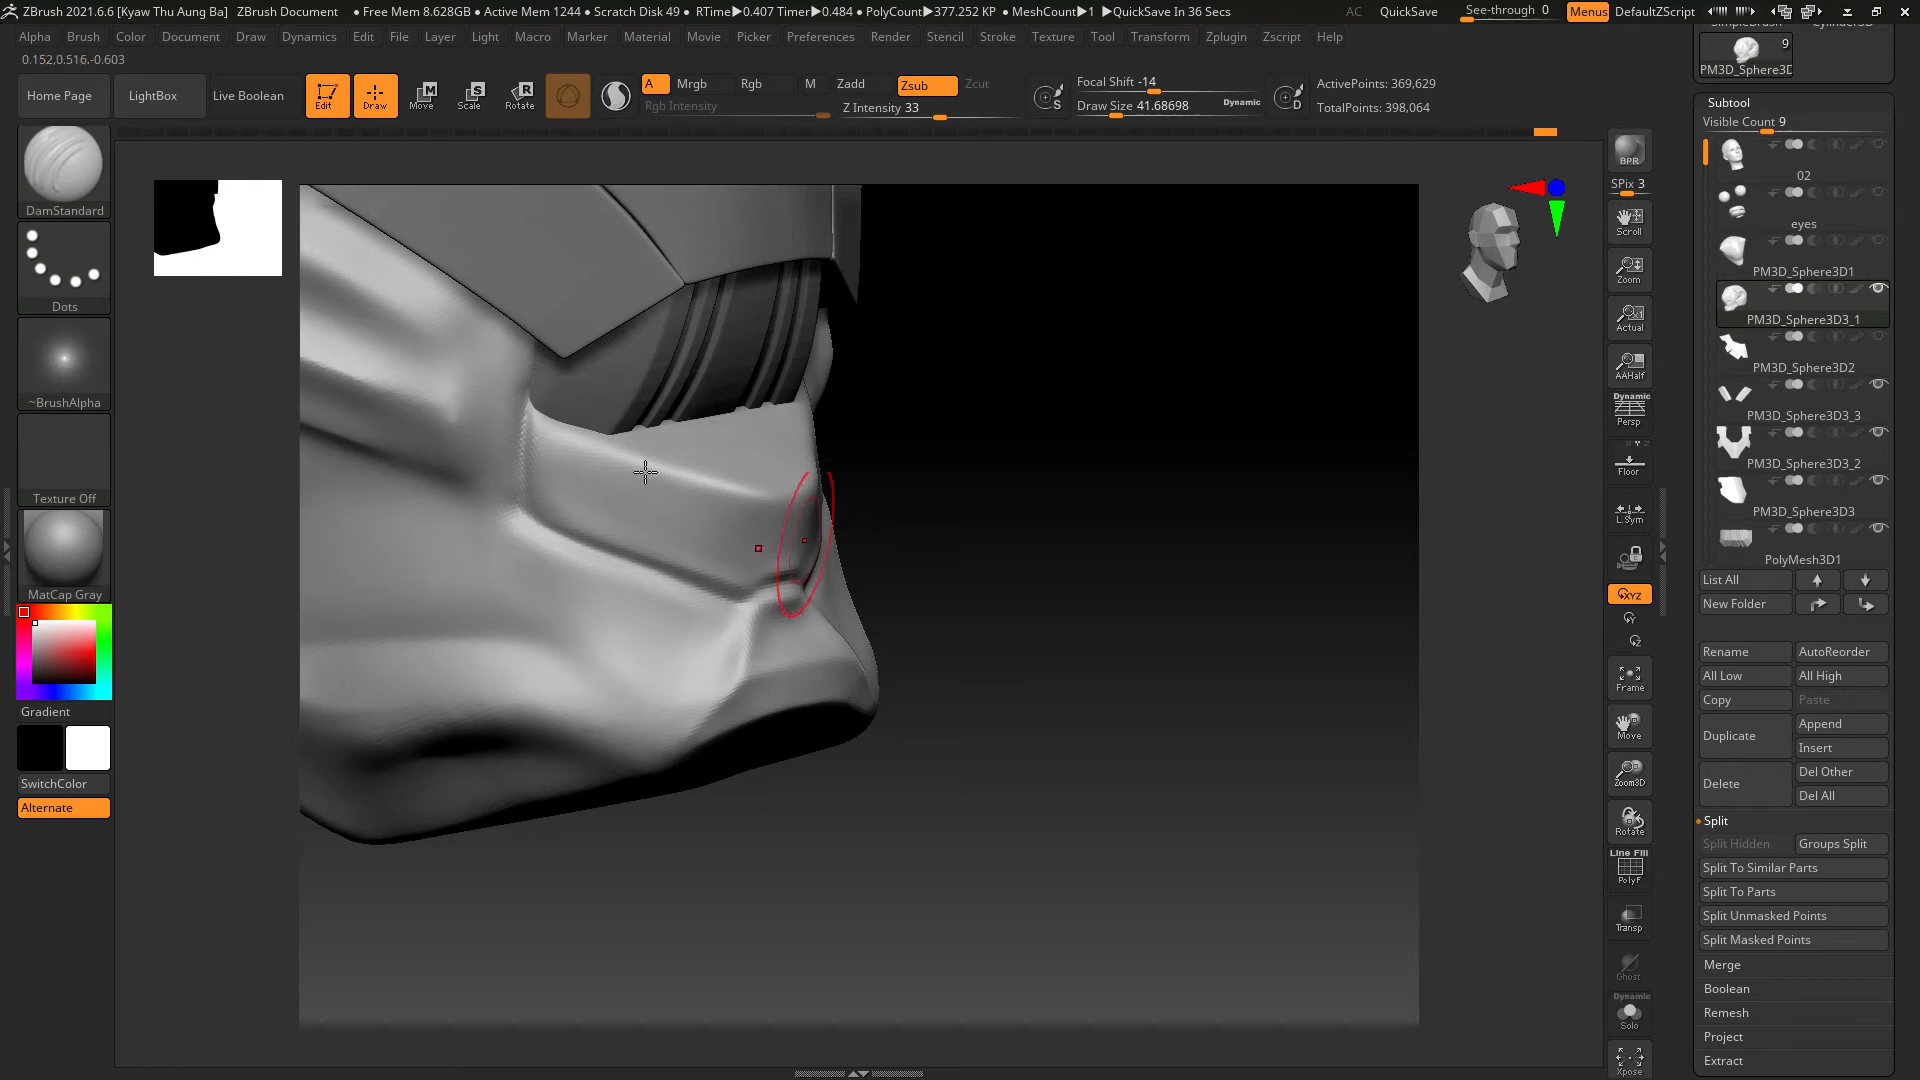 ZBrush 2021.6.6 [Kyaw Thu Aung Ba] ZBrush Document ● Free Mem 8.628GB ● Active Mem 1244 ● Scratch Disk 49 ● RTime▶0.407 Timer▶0.484 ● PolyCount▶377.252 KP ● MeshCount▶1 ▶QuickSave In 36 Secs AC QuickSave See-through 0 Menus DefaultZScript
Alpha Brush Color Document Draw Dynamics Edit File Layer Light Macro Marker Material Movie Picker Preferences Render Stencil Stroke Texture Tool Transform Zplugin Zscript Help
0.152,0.516,-0.603
Home Page LightBox Live Boolean Edit Draw Move Scale Rotate
A Mrgb Rgb M Zadd Zsub Zcut
Rgb Intensity Z Intensity 33
Focal Shift -14
Draw Size 41.68698 Dynamic
ActivePoints: 369,629
TotalPoints: 398,064
DamStandard
Dots
~BrushAlpha
Texture Off
MatCap Gray
Gradient
SwitchColor
Alternate
BPR
SPix 3
Scroll
Zoom
Actual
AAHalf
Dynamic
Persp
Floor
L.Sym
XYZ
Y
Z
Frame
Move
Zoom3D
Rotate
Line Fill
PolyF
Transp
Ghost
Dynamic
Solo
Xpose
9
PM3D_Sphere3D
Subtool
Visible Count 9
02
eyes
PM3D_Sphere3D1
PM3D_Sphere3D3_1
PM3D_Sphere3D2
PM3D_Sphere3D3_3
PM3D_Sphere3D3_2
PM3D_Sphere3D3
PolyMesh3D1
List All
New Folder
Rename AutoReorder
All Low All High
Copy Paste
Duplicate Append
Insert
Delete Del Other
Del All
Split
Split Hidden Groups Split
Split To Similar Parts
Split To Parts
Split Unmasked Points
Split Masked Points
Merge
Boolean
Remesh
Project
Extract